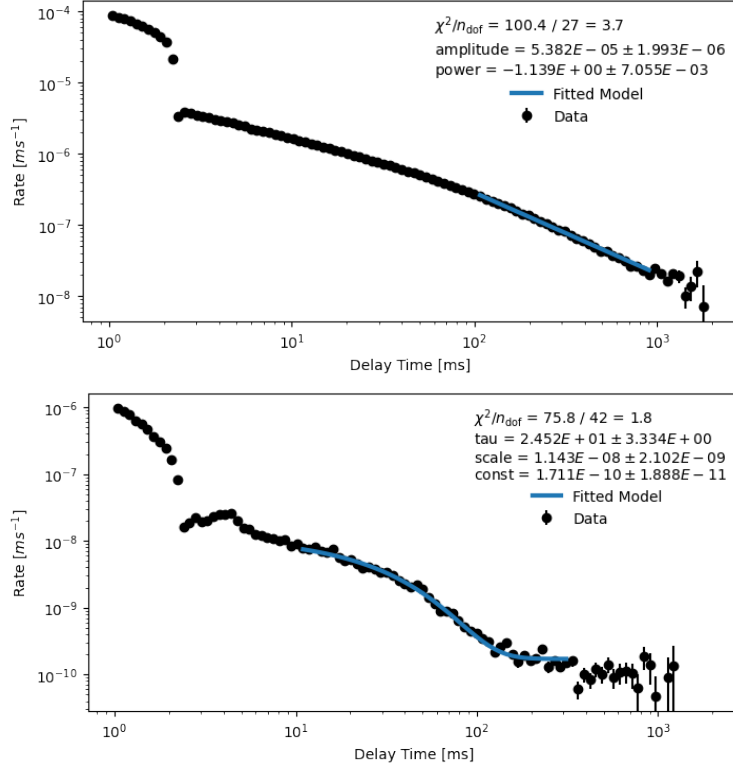 10⁻⁴
10⁻⁵
10⁻⁶
10⁻⁷
10⁻⁸
Rate [ms⁻¹]
χ²/n_dof = 100.4 / 27 = 3.7
amplitude = 5.382E − 05 ± 1.993E − 06
power = −1.139E + 00 ± 7.055E − 03
Fitted Model
Data
10⁰ 10¹ 10² 10³
Delay Time [ms]
10⁻⁶
10⁻⁷
10⁻⁸
10⁻⁹
10⁻¹⁰
Rate [ms⁻¹]
χ²/n_dof = 75.8 / 42 = 1.8
tau = 2.452E + 01 ± 3.334E + 00
scale = 1.143E − 08 ± 2.102E − 09
const = 1.711E − 10 ± 1.888E − 11
Fitted Model
Data
10⁰ 10¹ 10² 10³
Delay Time [ms]